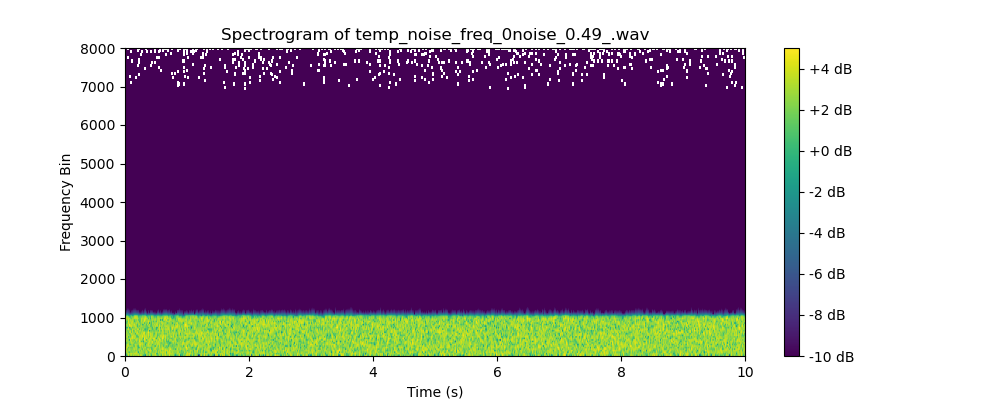 Spectrogram of temp_noise_freq_0noise_0.49_.wav
8000
7000
6000
5000
4000
3000
2000
1000
0
Frequency Bin
0 2 4 6 8 10
Time (s)
+4 dB
+2 dB
+0 dB
-2 dB
-4 dB
-6 dB
-8 dB
-10 dB